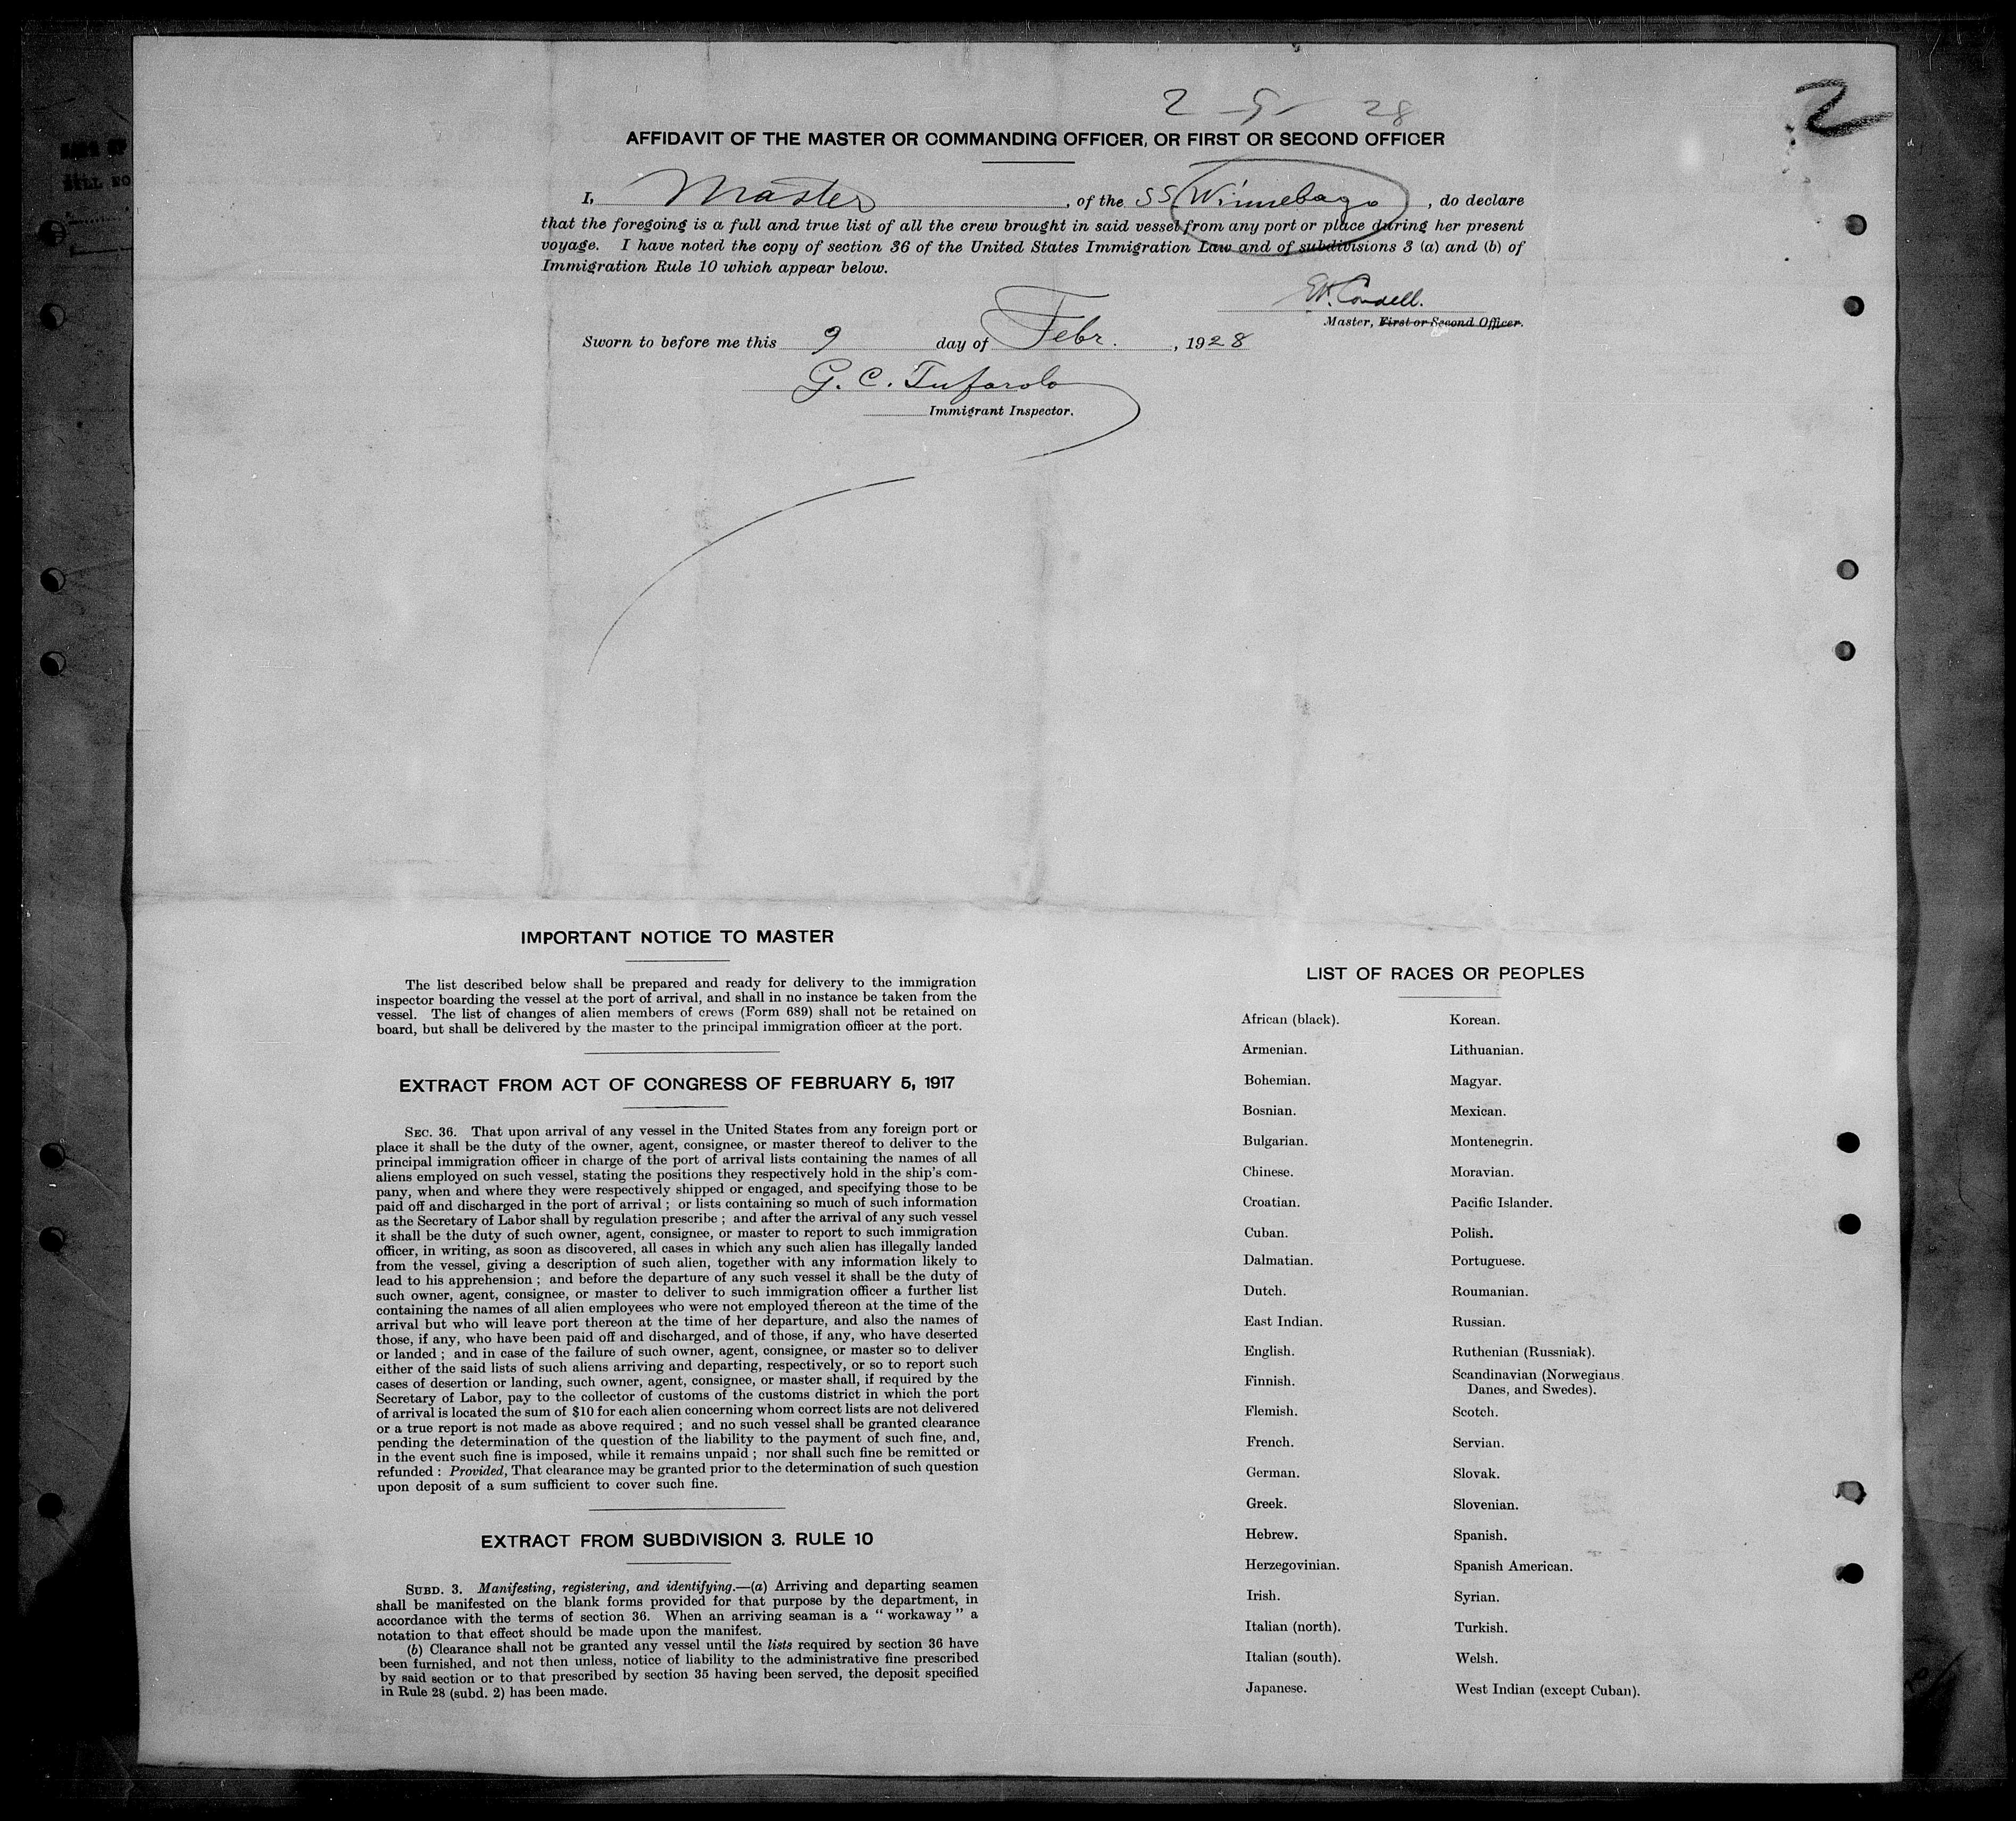 2 - 9 - 28
2
AFFIDAVIT OF THE MASTER OR COMMANDING OFFICER, OR FIRST OR SECOND OFFICER
I, Master, of the SS Winnebago, do declare
that the foregoing is a full and true list of all the crew brought in said vessel from any port or place during her present
voyage. I have noted the copy of section 36 of the United States Immigration Law and of subdivisions 3 (a) and (b) of
Immigration Rule 10 which appear below.
Condell.
Master, First or Second Officer.
Sworn to before me this 9 day of Febr., 1928
G. C. Tufarolo
Immigrant Inspector.
IMPORTANT NOTICE TO MASTER
The list described below shall be prepared and ready for delivery to the immigration
inspector boarding the vessel at the port of arrival, and shall in no instance be taken from the
vessel. The list of changes of alien members of crews (Form 689) shall not be retained on
board, but shall be delivered by the master to the principal immigration officer at the port.
EXTRACT FROM ACT OF CONGRESS OF FEBRUARY 5, 1917
SEC. 36. That upon arrival of any vessel in the United States from any foreign port or
place it shall be the duty of the owner, agent, consignee, or master thereof to deliver to the
principal immigration officer in charge of the port of arrival lists containing the names of all
aliens employed on such vessel, stating the positions they respectively hold in the ship's com-
pany, when and where they were respectively shipped or engaged, and specifying those to be
paid off and discharged in the port of arrival; or lists containing so much of such information
as the Secretary of Labor shall by regulation prescribe; and after the arrival of any such vessel
it shall be the duty of such owner, agent, consignee, or master to report to such immigration
officer, in writing, as soon as discovered, all cases in which any such alien has illegally landed
from the vessel, giving a description of such alien, together with any information likely to
lead to his apprehension; and before the departure of any such vessel it shall be the duty of
such owner, agent, consignee, or master to deliver to such immigration officer a further list
containing the names of all alien employees who were not employed thereon at the time of the
arrival but who will leave port thereon at the time of her departure, and also the names of
those, if any, who have been paid off and discharged, and of those, if any, who have deserted
or landed; and in case of the failure of such owner, agent, consignee, or master so to deliver
either of the said lists of such aliens arriving and departing, respectively, or so to report such
cases of desertion or landing, such owner, agent, consignee, or master shall, if required by the
Secretary of Labor, pay to the collector of customs of the customs district in which the port
of arrival is located the sum of $10 for each alien concerning whom correct lists are not delivered
or a true report is not made as above required; and no such vessel shall be granted clearance
pending the determination of the question of the liability to the payment of such fine, and,
in the event such fine is imposed, while it remains unpaid; nor shall such fine be remitted or
refunded: Provided, That clearance may be granted prior to the determination of such question
upon deposit of a sum sufficient to cover such fine.
EXTRACT FROM SUBDIVISION 3. RULE 10
SUBD. 3. Manifesting, registering, and identifying.—(a) Arriving and departing seamen
shall be manifested on the blank forms provided for that purpose by the department, in
accordance with the terms of section 36. When an arriving seaman is a "workaway" a
notation to that effect should be made upon the manifest.
(b) Clearance shall not be granted any vessel until the lists required by section 36 have
been furnished, and not then unless, notice of liability to the administrative fine prescribed
by said section or to that prescribed by section 35 having been served, the deposit specified
in Rule 28 (subd. 2) has been made.
LIST OF RACES OR PEOPLES
African (black).
Armenian.
Bohemian.
Bosnian.
Bulgarian.
Chinese.
Croatian.
Cuban.
Dalmatian.
Dutch.
East Indian.
English.
Finnish.
Flemish.
French.
German.
Greek.
Hebrew.
Herzegovinian.
Irish.
Italian (north).
Italian (south).
Japanese.
Korean.
Lithuanian.
Magyar.
Mexican.
Montenegrin.
Moravian.
Pacific Islander.
Polish.
Portuguese.
Roumanian.
Russian.
Ruthenian (Russniak).
Scandinavian (Norwegians,
Danes, and Swedes).
Scotch.
Servian.
Slovak.
Slovenian.
Spanish.
Spanish American.
Syrian.
Turkish.
Welsh.
West Indian (except Cuban).